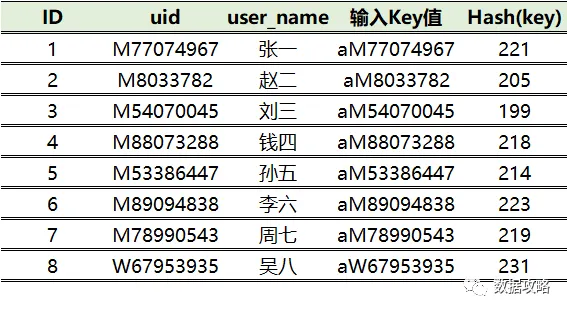 ID uid user_name 输入Key值 Hash(key)
1 M77074967 张一 aM77074967 221
2 M8033782 赵二 aM8033782 205
3 M54070045 刘三 aM54070045 199
4 M88073288 钱四 aM88073288 218
5 M53386447 孙五 aM53386447 214
6 M89094838 李六 aM89094838 223
7 M78990543 周七 aM78990543 219
8 W67953935 吴八 aW67953935 231
数据攻略